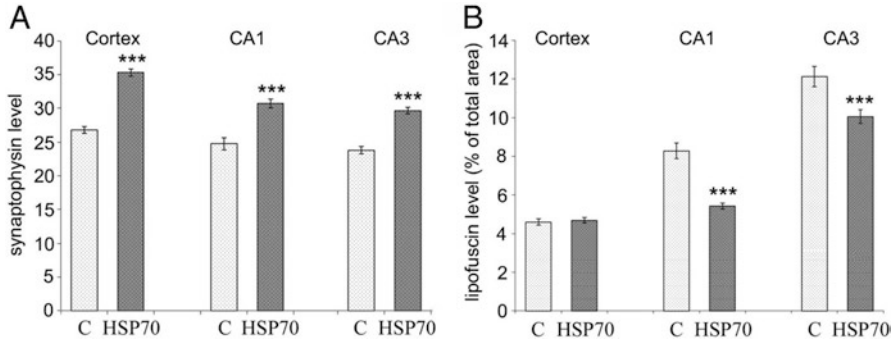 A
synaptophysin level
40
35
30
25
20
15
10
5
0
Cortex
CA1
CA3
***
***
***
C HSP70
C HSP70
C HSP70
B
lipofuscin level (% of total area)
14
12
10
8
6
4
2
0
Cortex
CA1
CA3
***
***
C HSP70
C HSP70
C HSP70